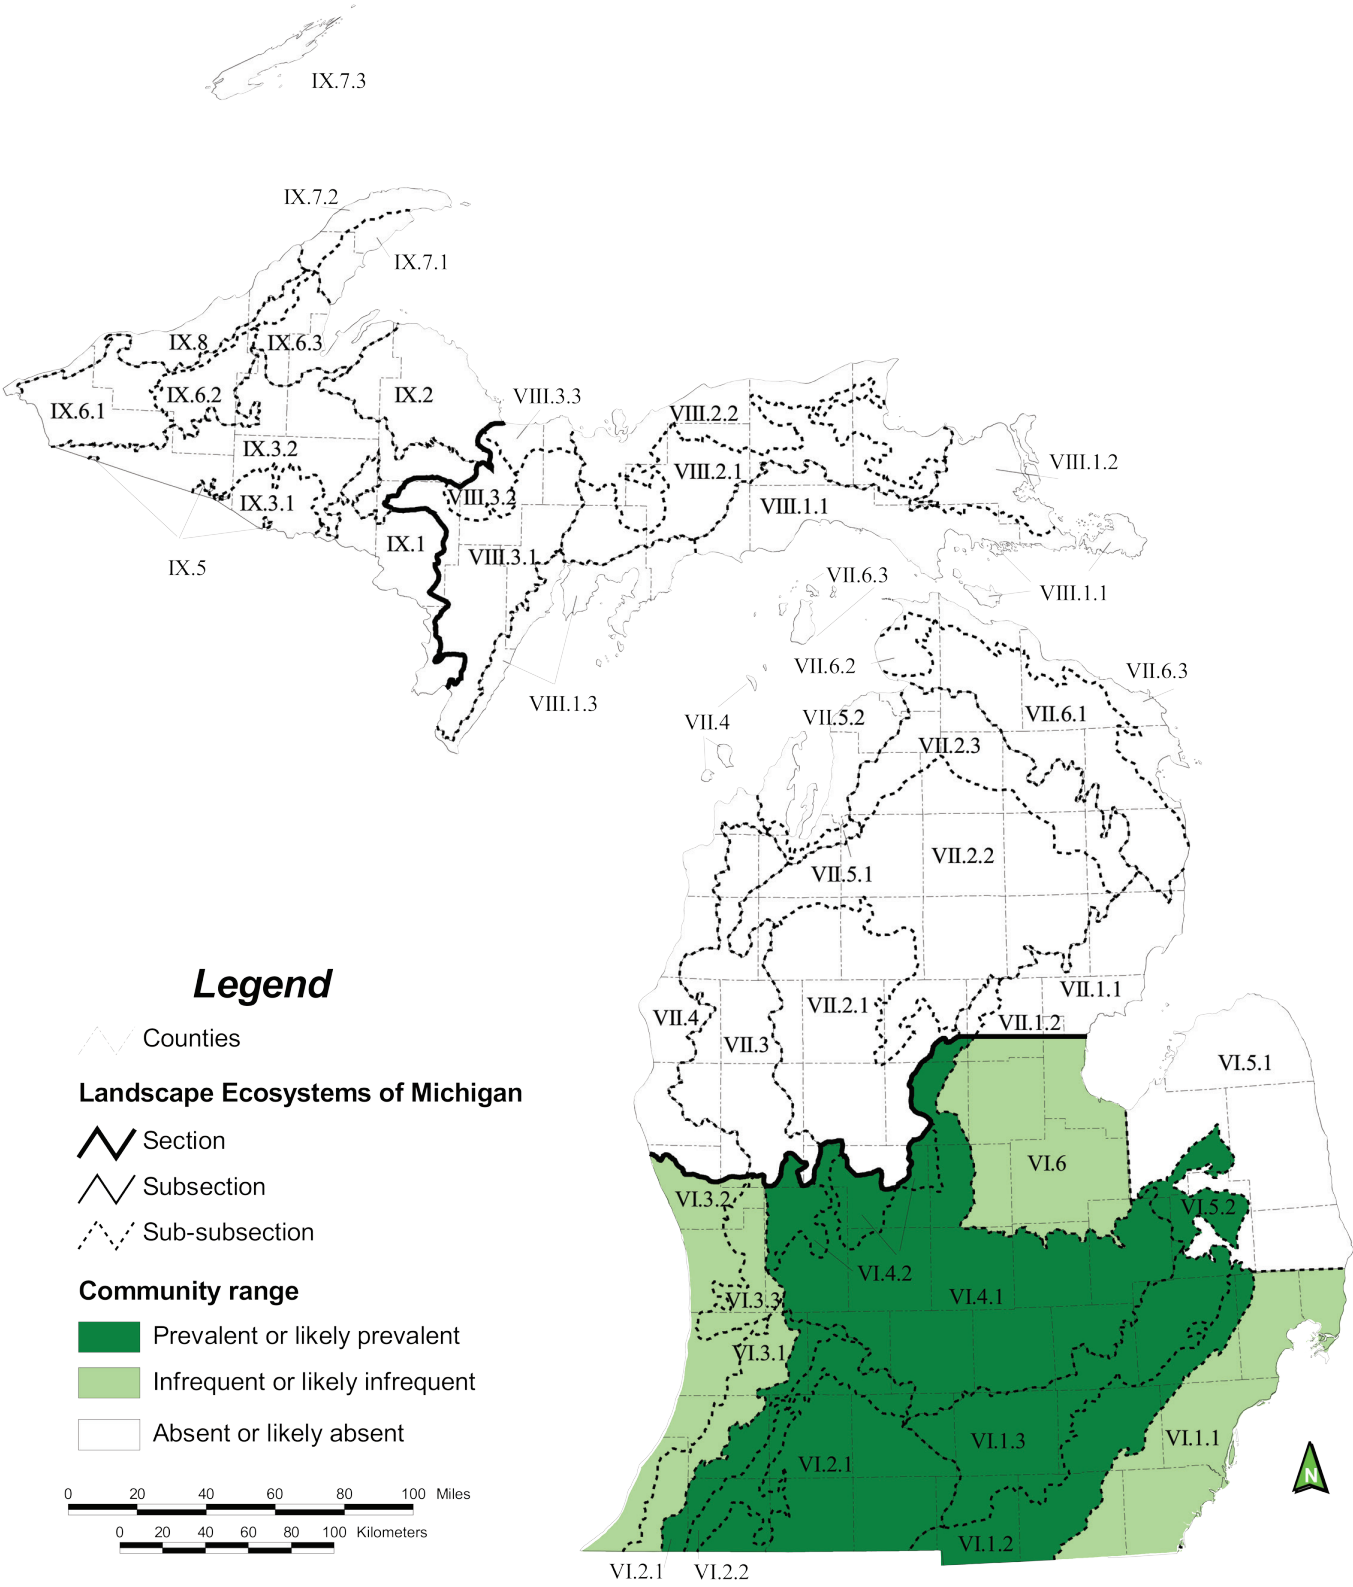 IX.7.3
IX.7.2
IX.7.1
IX.8
IX.6.3
IX.6.2
IX.6.1
IX.2
VIII.3.3
VIII.2.2
IX.3.2
VIII.2.1
VIII.1.2
IX.3.1
VIII.3.2
VIII.1.1
IX.1
VIII.3.1
IX.5
VII.6.3
VIII.1.1
VII.6.2
VII.6.3
VIII.1.3
VII.4
VII.5.2
VII.6.1
VII.2.3
VII.5.1
VII.2.2
VII.1.1
VII.2.1
VII.4
VII.3
VII.1.2
VI.5.1
VI.6
VI.3.2
VI.5.2
VI.4.2
VI.3.3
VI.4.1
VI.3.1
VI.1.3
VI.1.1
VI.2.1
VI.1.2
VI.2.1
VI.2.2
Legend
Counties
Landscape Ecosystems of Michigan
Section
Subsection
Sub-subsection
Community range
Prevalent or likely prevalent
Infrequent or likely infrequent
Absent or likely absent
0 20 40 60 80 100 Miles
0 20 40 60 80 100 Kilometers
N